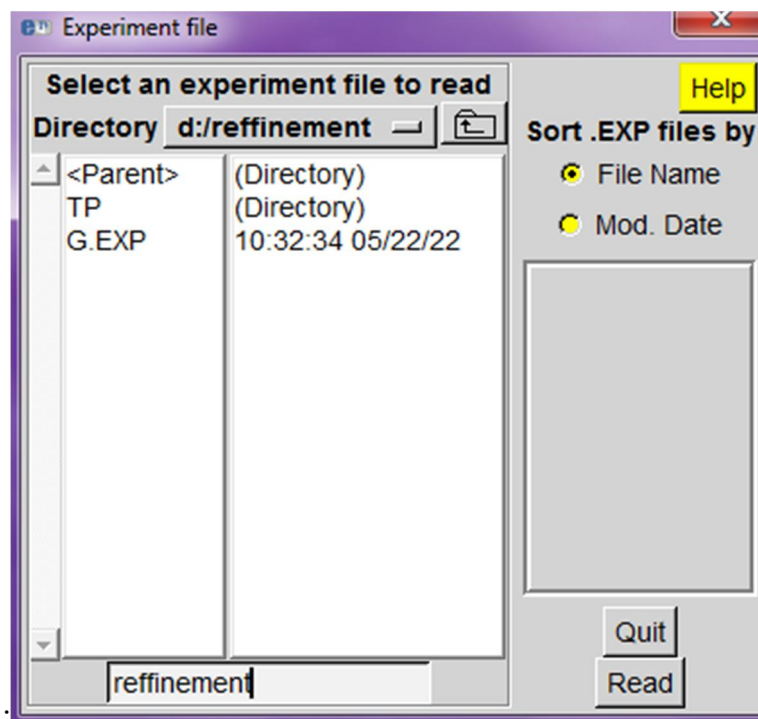 Experiment file
X
Select an experiment file to read
Help
Directory d:/reffinement
Sort .EXP files by
<Parent> (Directory)
File Name
TP (Directory)
Mod. Date
G.EXP 10:32:34 05/22/22
Quit
reffinement
Read
.